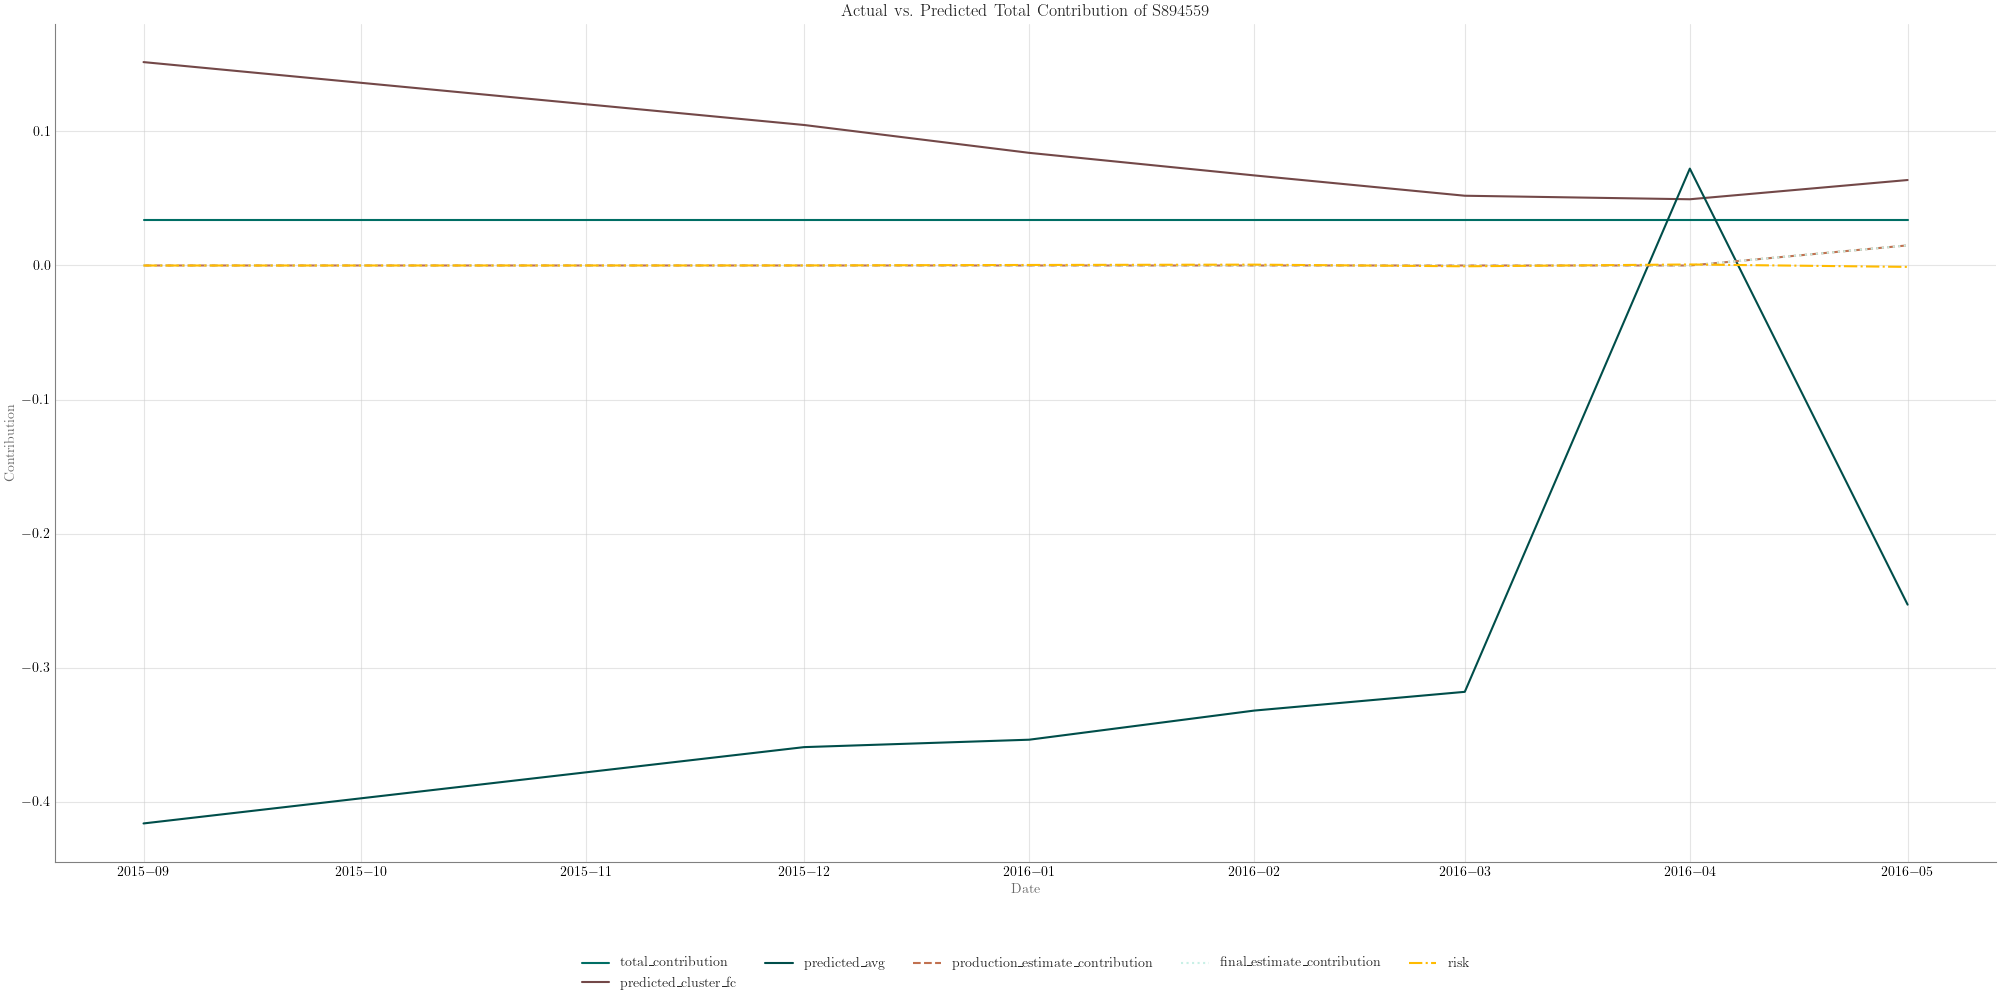 Actual vs. Predicted Total Contribution of S894559
Contribution
0.1
0.0
−0.1
−0.2
−0.3
−0.4
2015−09 2015−10 2015−11 2015−12 2016−01 2016−02 2016−03 2016−04 2016−05
Date
total_contribution predicted_avg production_estimate_contribution final_estimate_contribution risk
predicted_cluster_fc